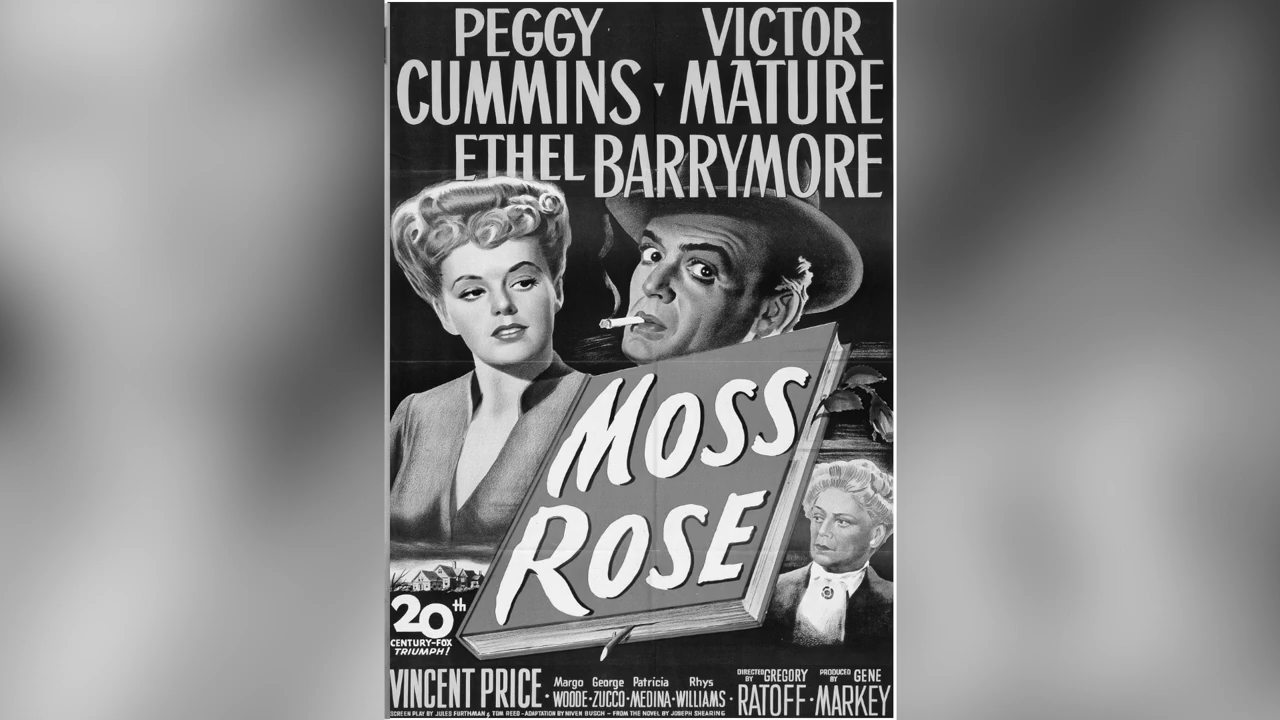 PEGGY VICTOR
CUMMINS · MATURE
ETHEL BARRYMORE
MOSS
ROSE
20th
CENTURY-FOX
TRIUMPH!
VINCENT PRICE · Margo WOODE · George ZUCCO · Patricia MEDINA · Rhys WILLIAMS · DIRECTED BY GREGORY RATOFF · PRODUCED BY GENE MARKEY
SCREEN PLAY BY JULES FURTHMAN & TOM REED - ADAPTATION BY NIVEN BUSCH - FROM THE NOVEL BY JOSEPH SHEARING